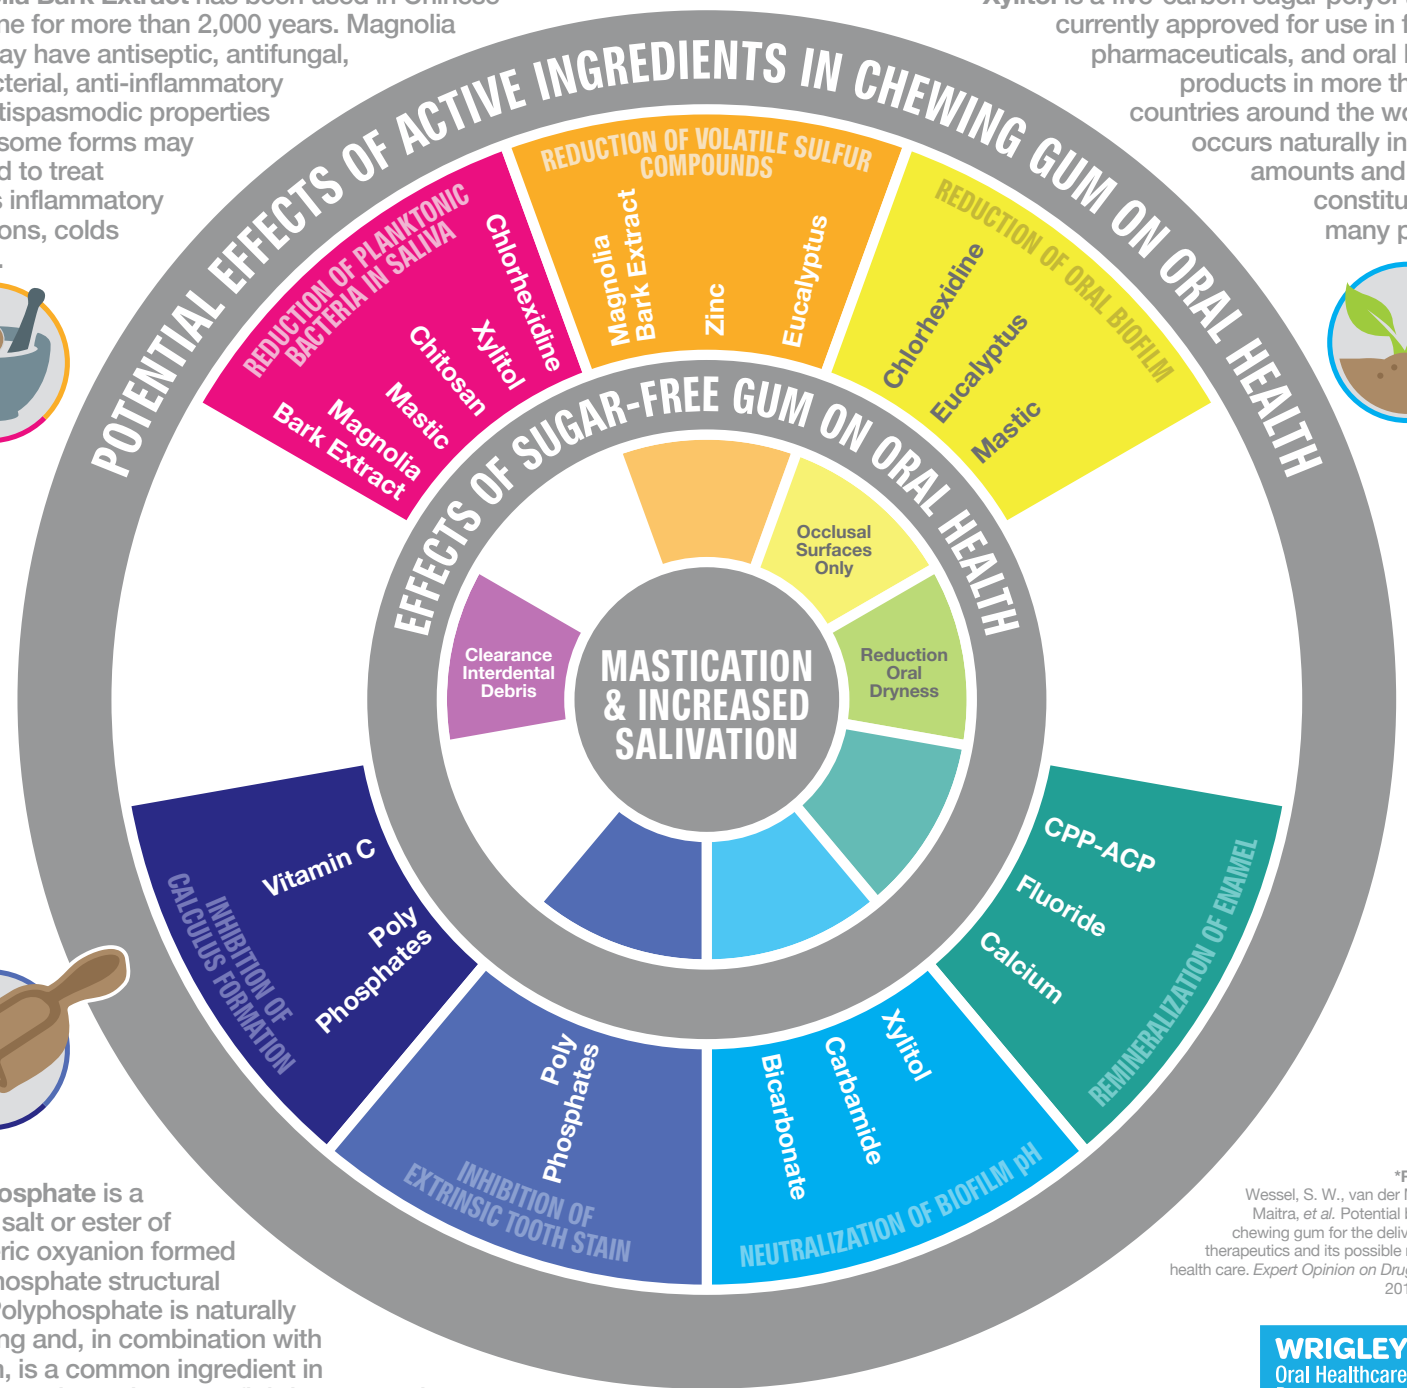 Bark Extract has been used in Chinese
for more than 2,000 years. Magnolia
may have antiseptic, antifungal,
anti-inflammatory
properties
some forms may
to treat
inflammatory
colds
Xylitol is a five-carbon sugar polyol
currently approved for use in
pharmaceuticals, and oral
products in more
countries around the
occurs naturally in
amounts and
many
POTENTIAL EFFECTS OF ACTIVE INGREDIENTS IN CHEWING GUM ON ORAL HEALTH
REDUCTION OF PLANKTONIC
BACTERIA IN SALIVA
Magnolia
Bark Extract
Mastic
Chitosan
Xylitol
Chlorhexidine
REDUCTION OF VOLATILE SULFUR
COMPOUNDS
Magnolia
Bark Extract
Zinc
Eucalyptus
REDUCTION OF ORAL BIOFILM
Chlorhexidine
Eucalyptus
Mastic
EFFECTS OF SUGAR-FREE GUM ON ORAL HEALTH
Occlusal
Surfaces
Only
Reduction
Oral
Dryness
Clearance
Interdental
Debris
MASTICATION
& INCREASED
SALIVATION
REMINERALIZATION OF ENAMEL
CPP-ACP
Fluoride
Calcium
NEUTRALIZATION OF BIOFILM pH
Xylitol
Carbamide
Bicarbonate
INHIBITION OF
EXTRINSIC TOOTH STAIN
Poly
Phosphates
INHIBITION OF
CALCULUS FORMATION
Vitamin C
Poly
Phosphates
is a
salt or ester of
oxyanion formed
structural
Polyphosphate is naturally
and, in combination with
is a common ingredient in
Wessel, S. W., van der
Maitra, et al. Potential
chewing gum for the
therapeutics and its possible
health care. Expert Opinion on
WRIGLEY
Oral Healthcare